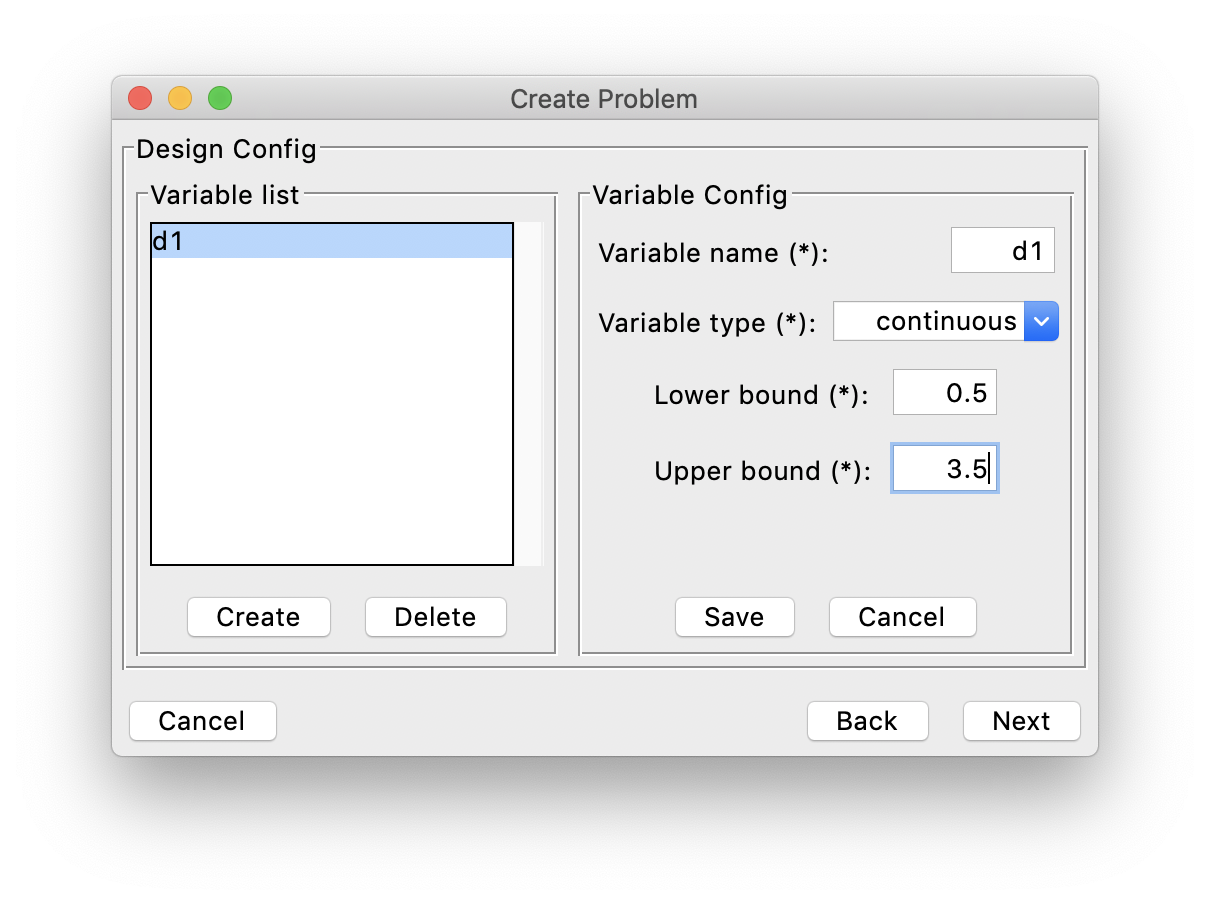 Create Problem
Design Config
Variable list
d1
Create
Delete
Variable Config
Variable name (*):
d1
Variable type (*):
continuous
Lower bound (*):
0.5
Upper bound (*):
3.5
Save
Cancel
Cancel
Back
Next